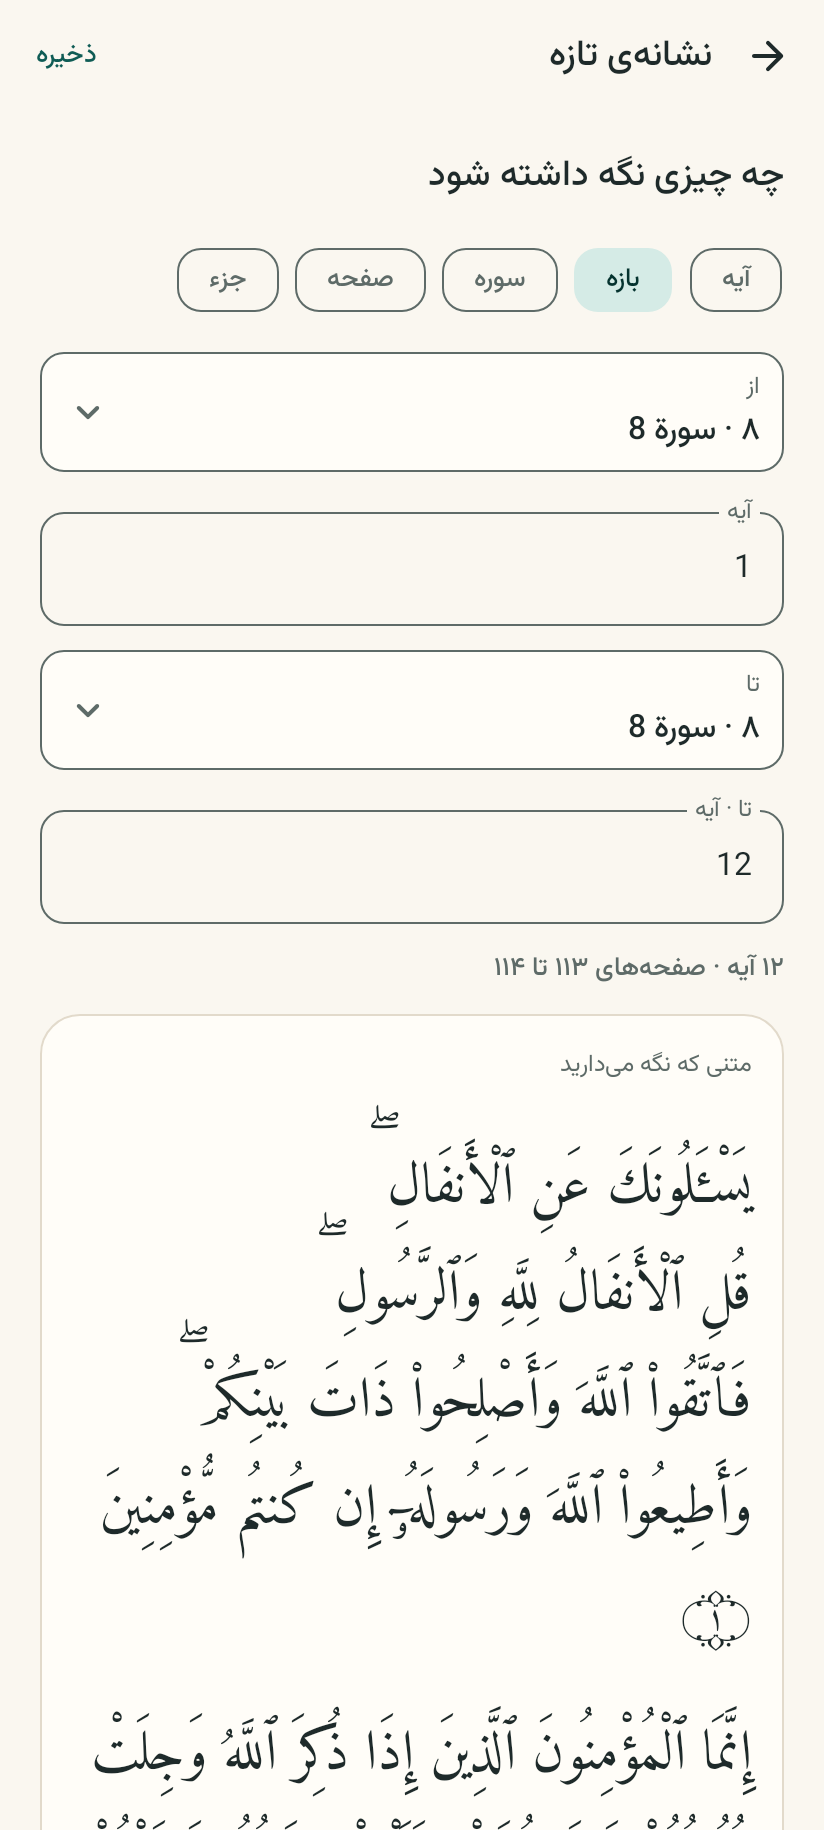 نشانه‌ی تازه
ذخیره
چه چیزی نگه داشته شود
آیه
بازه
سوره
صفحه
جزء
از
۸ · سورة 8
آیه
1
تا
۸ · سورة 8
تا · آیه
12
۱۲ آیه · صفحه‌های ۱۱۳ تا ۱۱۴
متنی که نگه می‌دارید
يَسْـَٔلُونَكَ عَنِ ٱلْأَنفَالِ ۖ
قُلِ ٱلْأَنفَالُ لِلَّهِ وَٱلرَّسُولِ ۖ
فَٱتَّقُوا۟ ٱللَّهَ وَأَصْلِحُوا۟ ذَاتَ بَيْنِكُمْ ۖ
وَأَطِيعُوا۟ ٱللَّهَ وَرَسُولَهُۥٓ إِن كُنتُم مُّؤْمِنِينَ
١
إِنَّمَا ٱلْمُؤْمِنُونَ ٱلَّذِينَ إِذَا ذُكِرَ ٱللَّهُ وَجِلَتْ